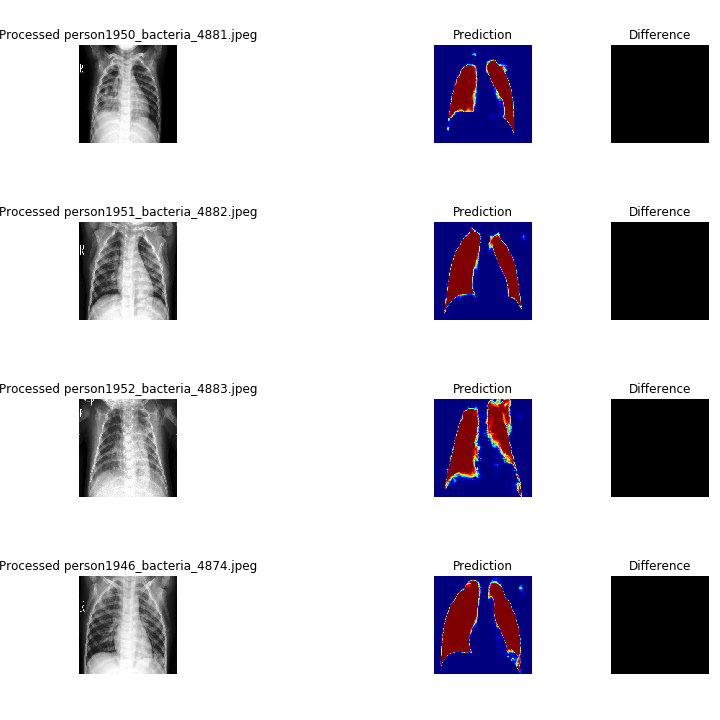 Processed person1950_bacteria_4881.jpeg
Prediction
Difference
Processed person1951_bacteria_4882.jpeg
Prediction
Difference
Processed person1952_bacteria_4883.jpeg
Prediction
Difference
Processed person1946_bacteria_4874.jpeg
Prediction
Difference